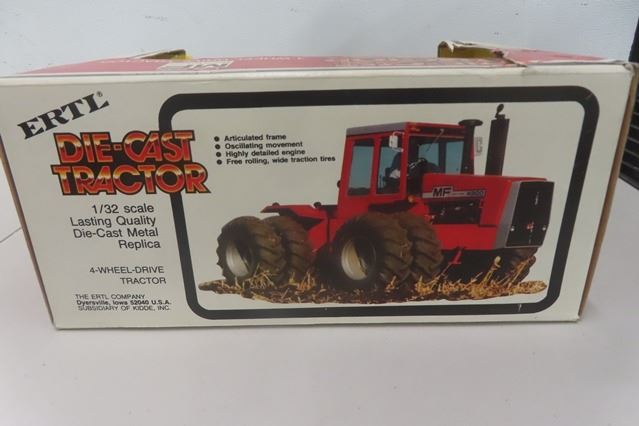 ERTL®
DIE-CAST
TRACTOR
1/32 scale
Lasting Quality
Die-Cast Metal
Replica
4-WHEEL-DRIVE
TRACTOR
THE ERTL COMPANY
Dyersville, Iowa 52040 U.S.A.
SUBSIDIARY OF KIDDE, INC.
• Articulated frame
• Oscillating movement
• Highly detailed engine
• Free rolling, wide traction tires
MF